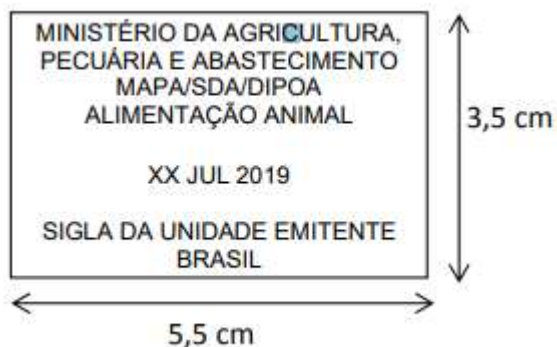 MINISTÉRIO DA AGRICULTURA,
PECUÁRIA E ABASTECIMENTO
MAPA/SDA/DIPOA
ALIMENTAÇÃO ANIMAL
XX JUL 2019
SIGLA DA UNIDADE EMITENTE
BRASIL
3,5 cm
5,5 cm